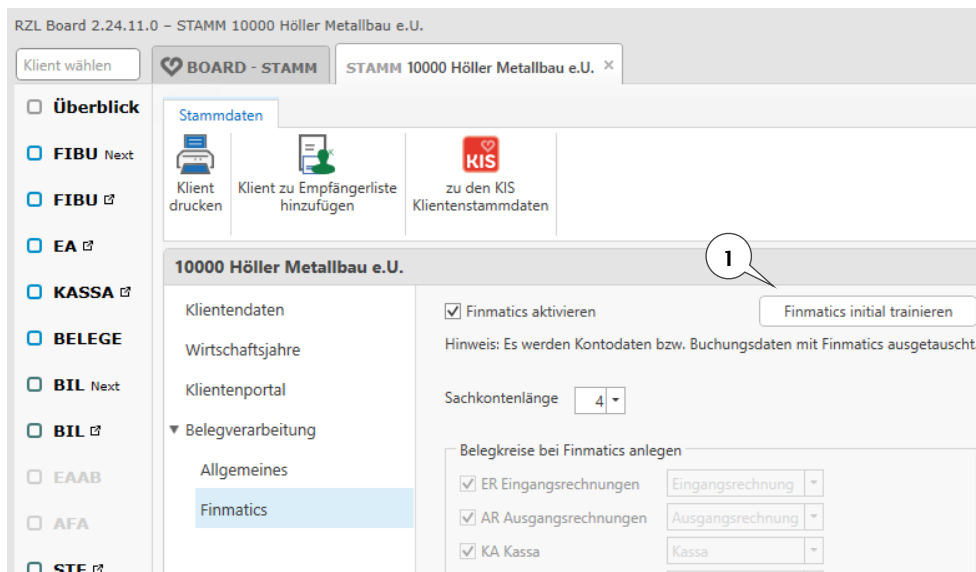 RZL Board 2.24.11.0 – STAMM 10000 Höller Metallbau e.U.
Klient wählen
BOARD - STAMM
STAMM 10000 Höller Metallbau e.U. ×
Überblick
FIBU Next
FIBU
EA
KASSA
BELEGE
BIL Next
BIL
EAAB
AFA
STE
Stammdaten
Klient drucken
Klient zu Empfängerliste hinzufügen
KIS
zu den KIS Klientenstammdaten
10000 Höller Metallbau e.U.
1
Klientendaten
Wirtschaftsjahre
Klientenportal
Belegverarbeitung
Allgemeines
Finmatics
Finmatics aktivieren
Finmatics initial trainieren
Hinweis: Es werden Kontodaten bzw. Buchungsdaten mit Finmatics ausgetauscht.
Sachkontenlänge 4
Belegkreise bei Finmatics anlegen
ER Eingangsrechnungen Eingangsrechnung
AR Ausgangsrechnungen Ausgangsrechnung
KA Kassa Kassa